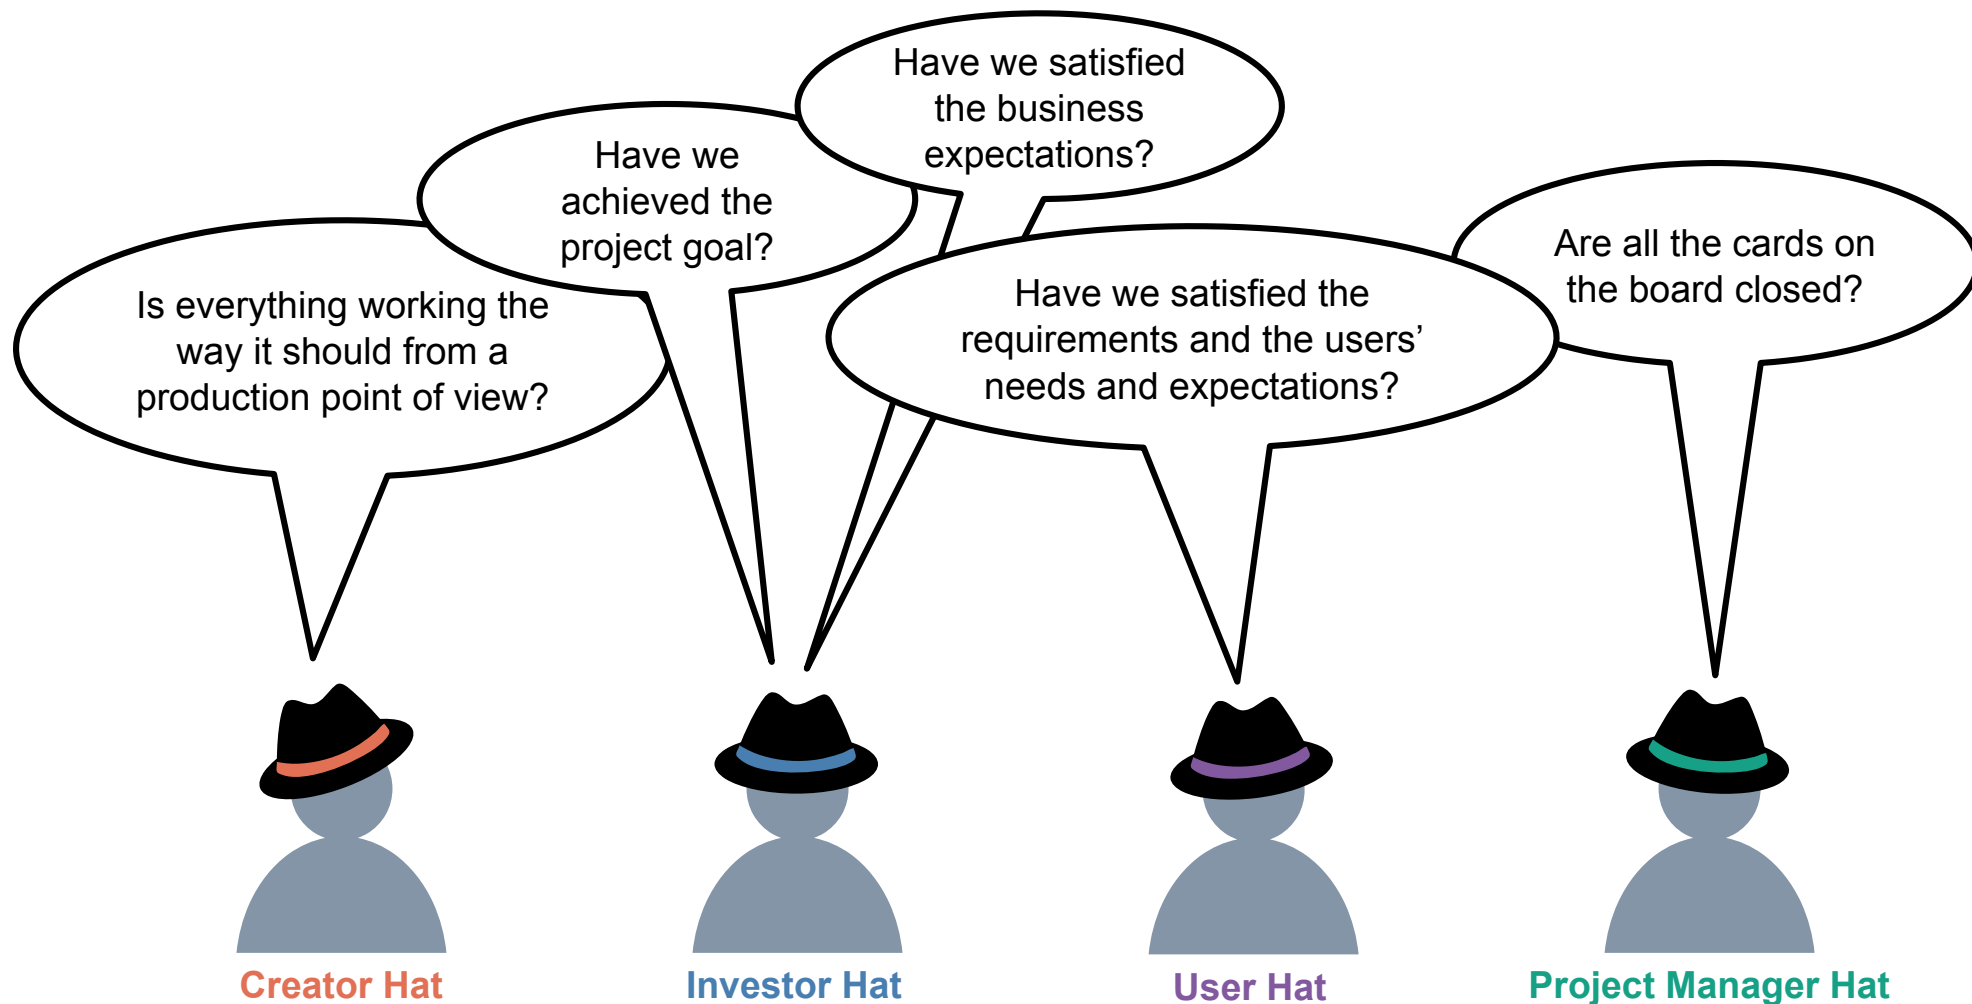 Have we satisfied
the business
expectations?
Have we
achieved the
project goal?
Is everything working the
way it should from a
production point of view?
Have we satisfied the
requirements and the users’
needs and expectations?
Are all the cards on
the board closed?
Creator Hat
Investor Hat
User Hat
Project Manager Hat